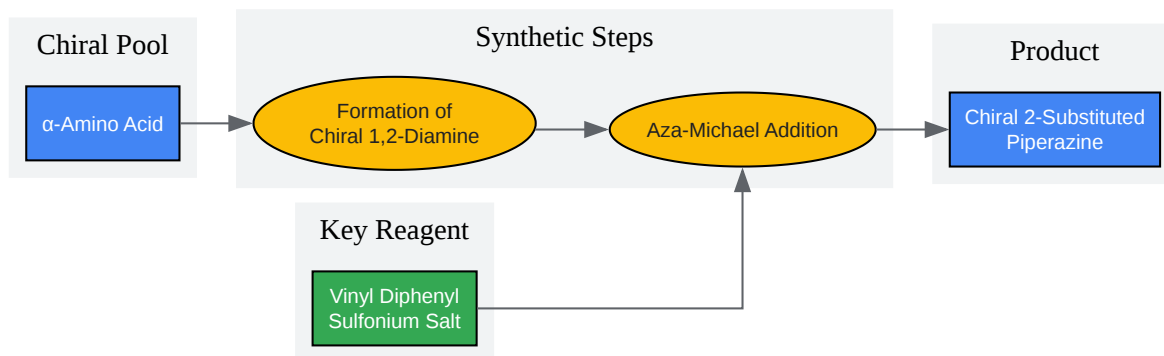 Chiral Pool
α-Amino Acid
Synthetic Steps
Formation of
Chiral 1,2-Diamine
Aza-Michael Addition
Product
Chiral 2-Substituted
Piperazine
Key Reagent
Vinyl Diphenyl
Sulfonium Salt